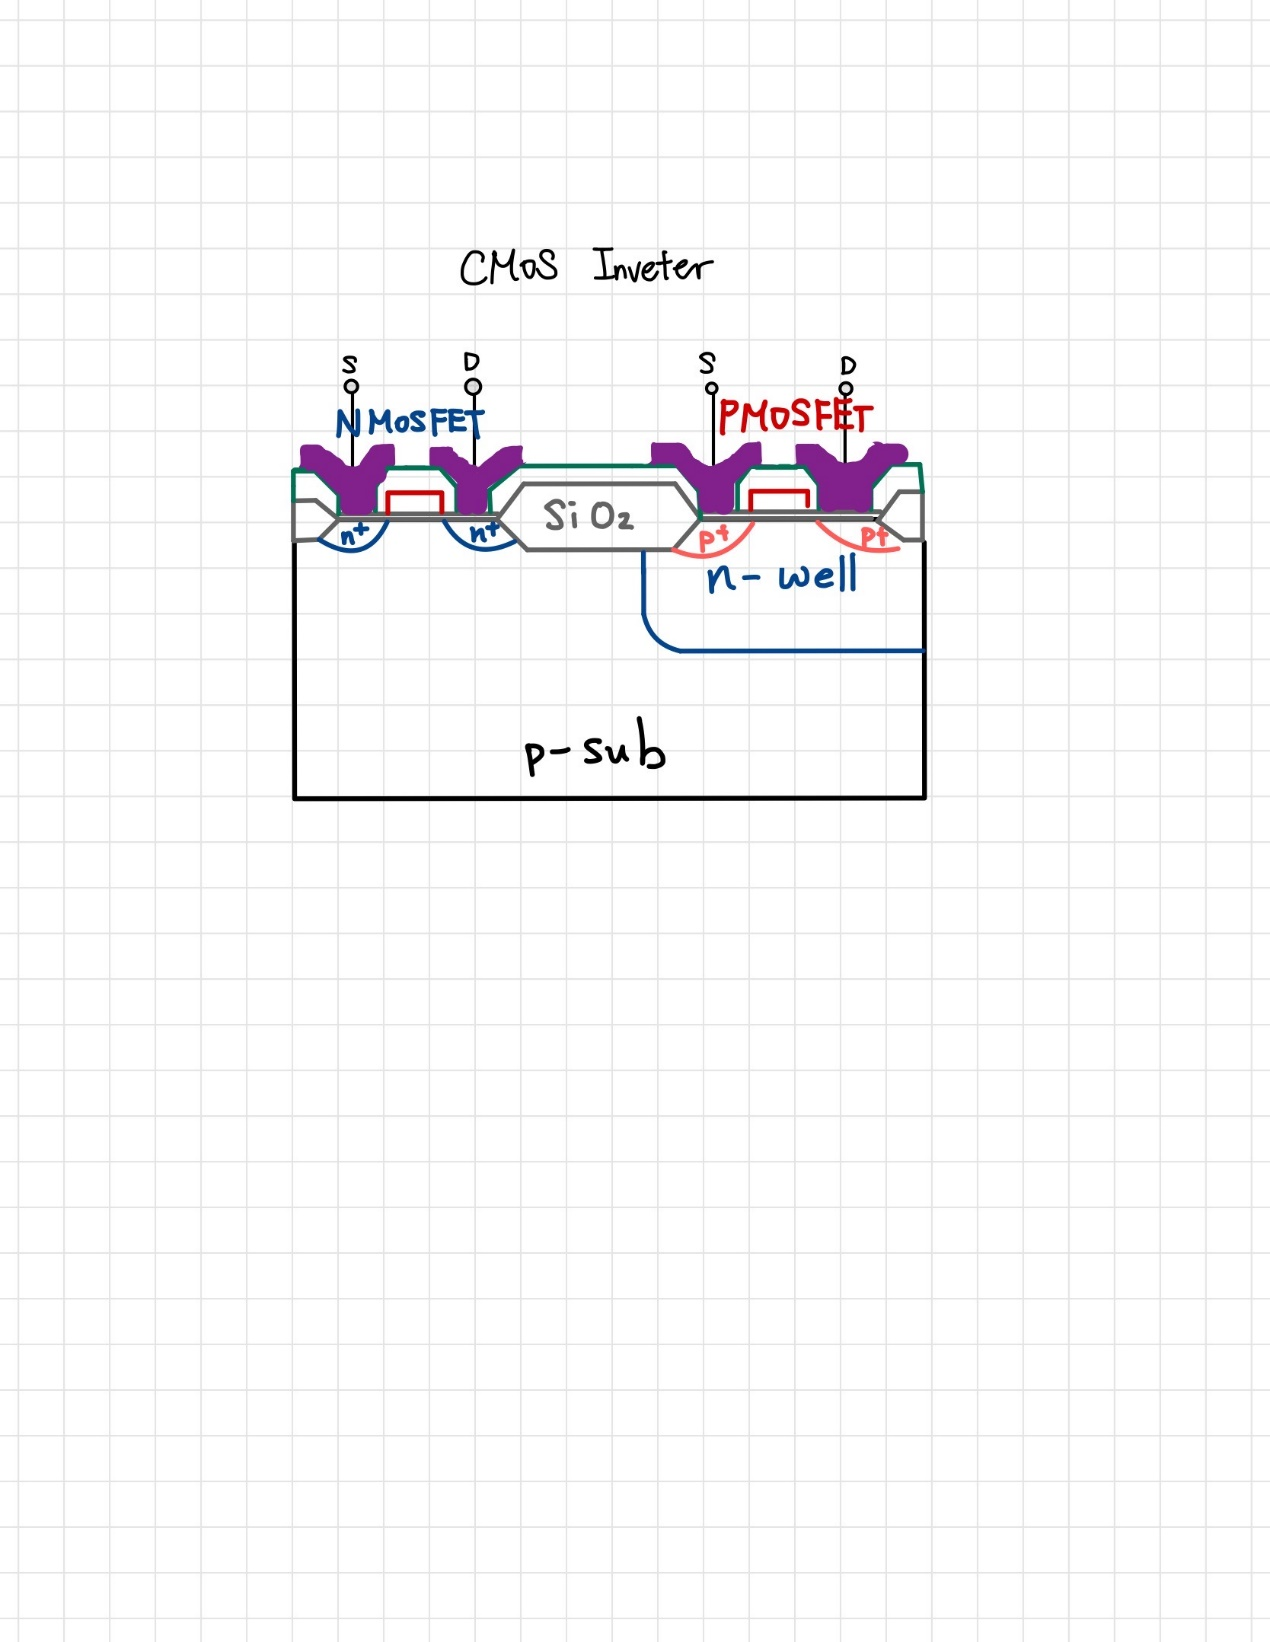 CMOS Inveter
S D S D
NMOSFET PMOSFET
SiO₂
n⁺ n⁺ p⁺ p⁺
n-well
p-sub